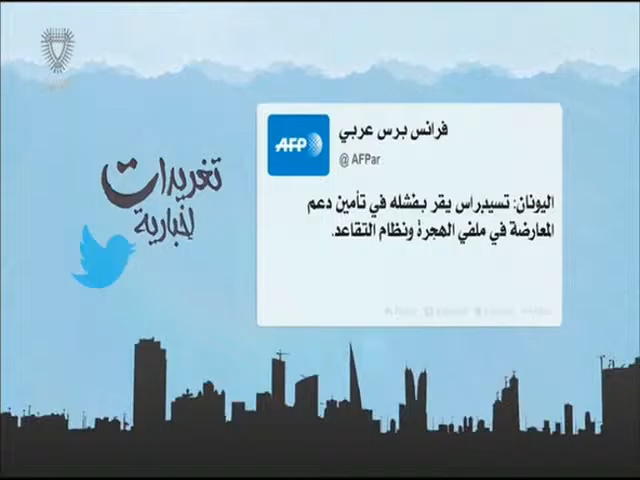 تغريدات
إخبارية
AFP
فرانس برس عربي
@ AFPar
اليونان: تسيبراس يقر بفشله في تأمين دعم
المعارضة في ملفي الهجرة ونظام التقاعد.